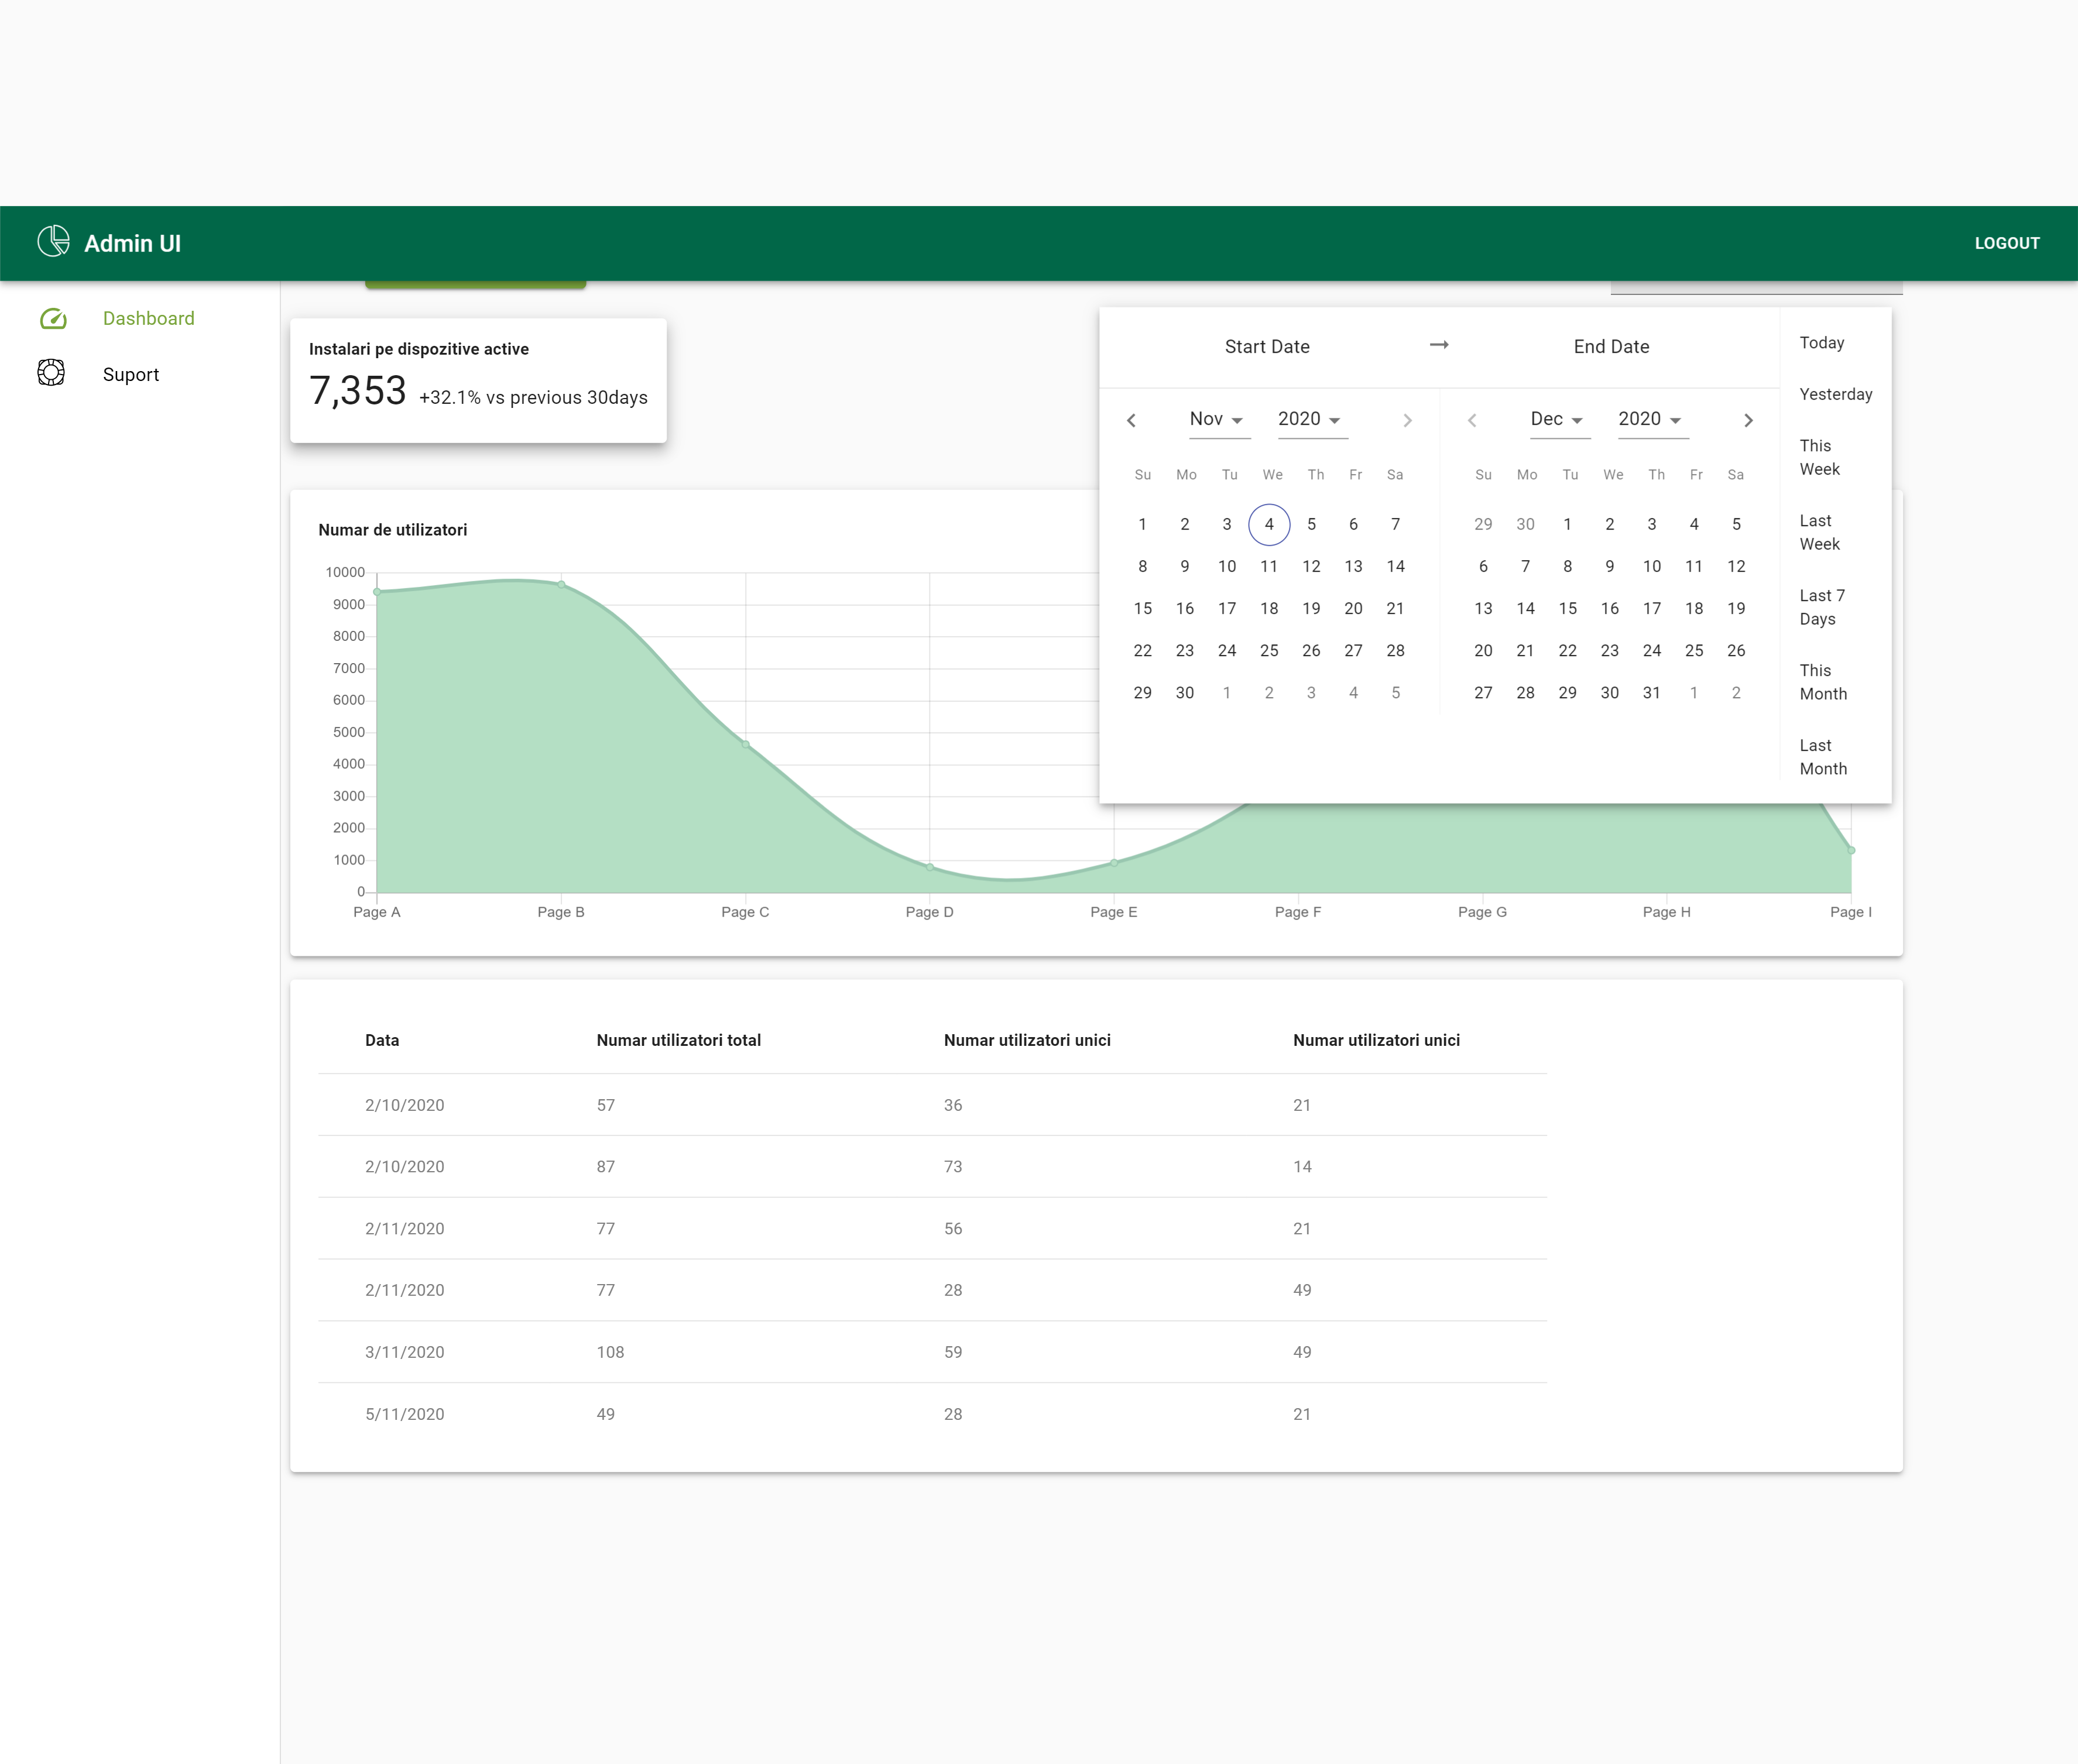 Admin UI
LOGOUT
Dashboard
Suport
Instalari pe dispozitive active
7,353 +32.1% vs previous 30days
Start Date → End Date
Nov 2020
Su Mo Tu We Th Fr Sa
1 2 3 4 5 6 7
8 9 10 11 12 13 14
15 16 17 18 19 20 21
22 23 24 25 26 27 28
29 30 1 2 3 4 5
Dec 2020
Su Mo Tu We Th Fr Sa
29 30 1 2 3 4 5
6 7 8 9 10 11 12
13 14 15 16 17 18 19
20 21 22 23 24 25 26
27 28 29 30 31 1 2
Today
Yesterday
This
Week
Last
Week
Last 7
Days
This
Month
Last
Month
Numar de utilizatori
10000
9000
8000
7000
6000
5000
4000
3000
2000
1000
0
Page A Page B Page C Page D Page E Page F Page G Page H Page I
Data Numar utilizatori total Numar utilizatori unici Numar utilizatori unici
2/10/2020 57 36 21
2/10/2020 87 73 14
2/11/2020 77 56 21
2/11/2020 77 28 49
3/11/2020 108 59 49
5/11/2020 49 28 21